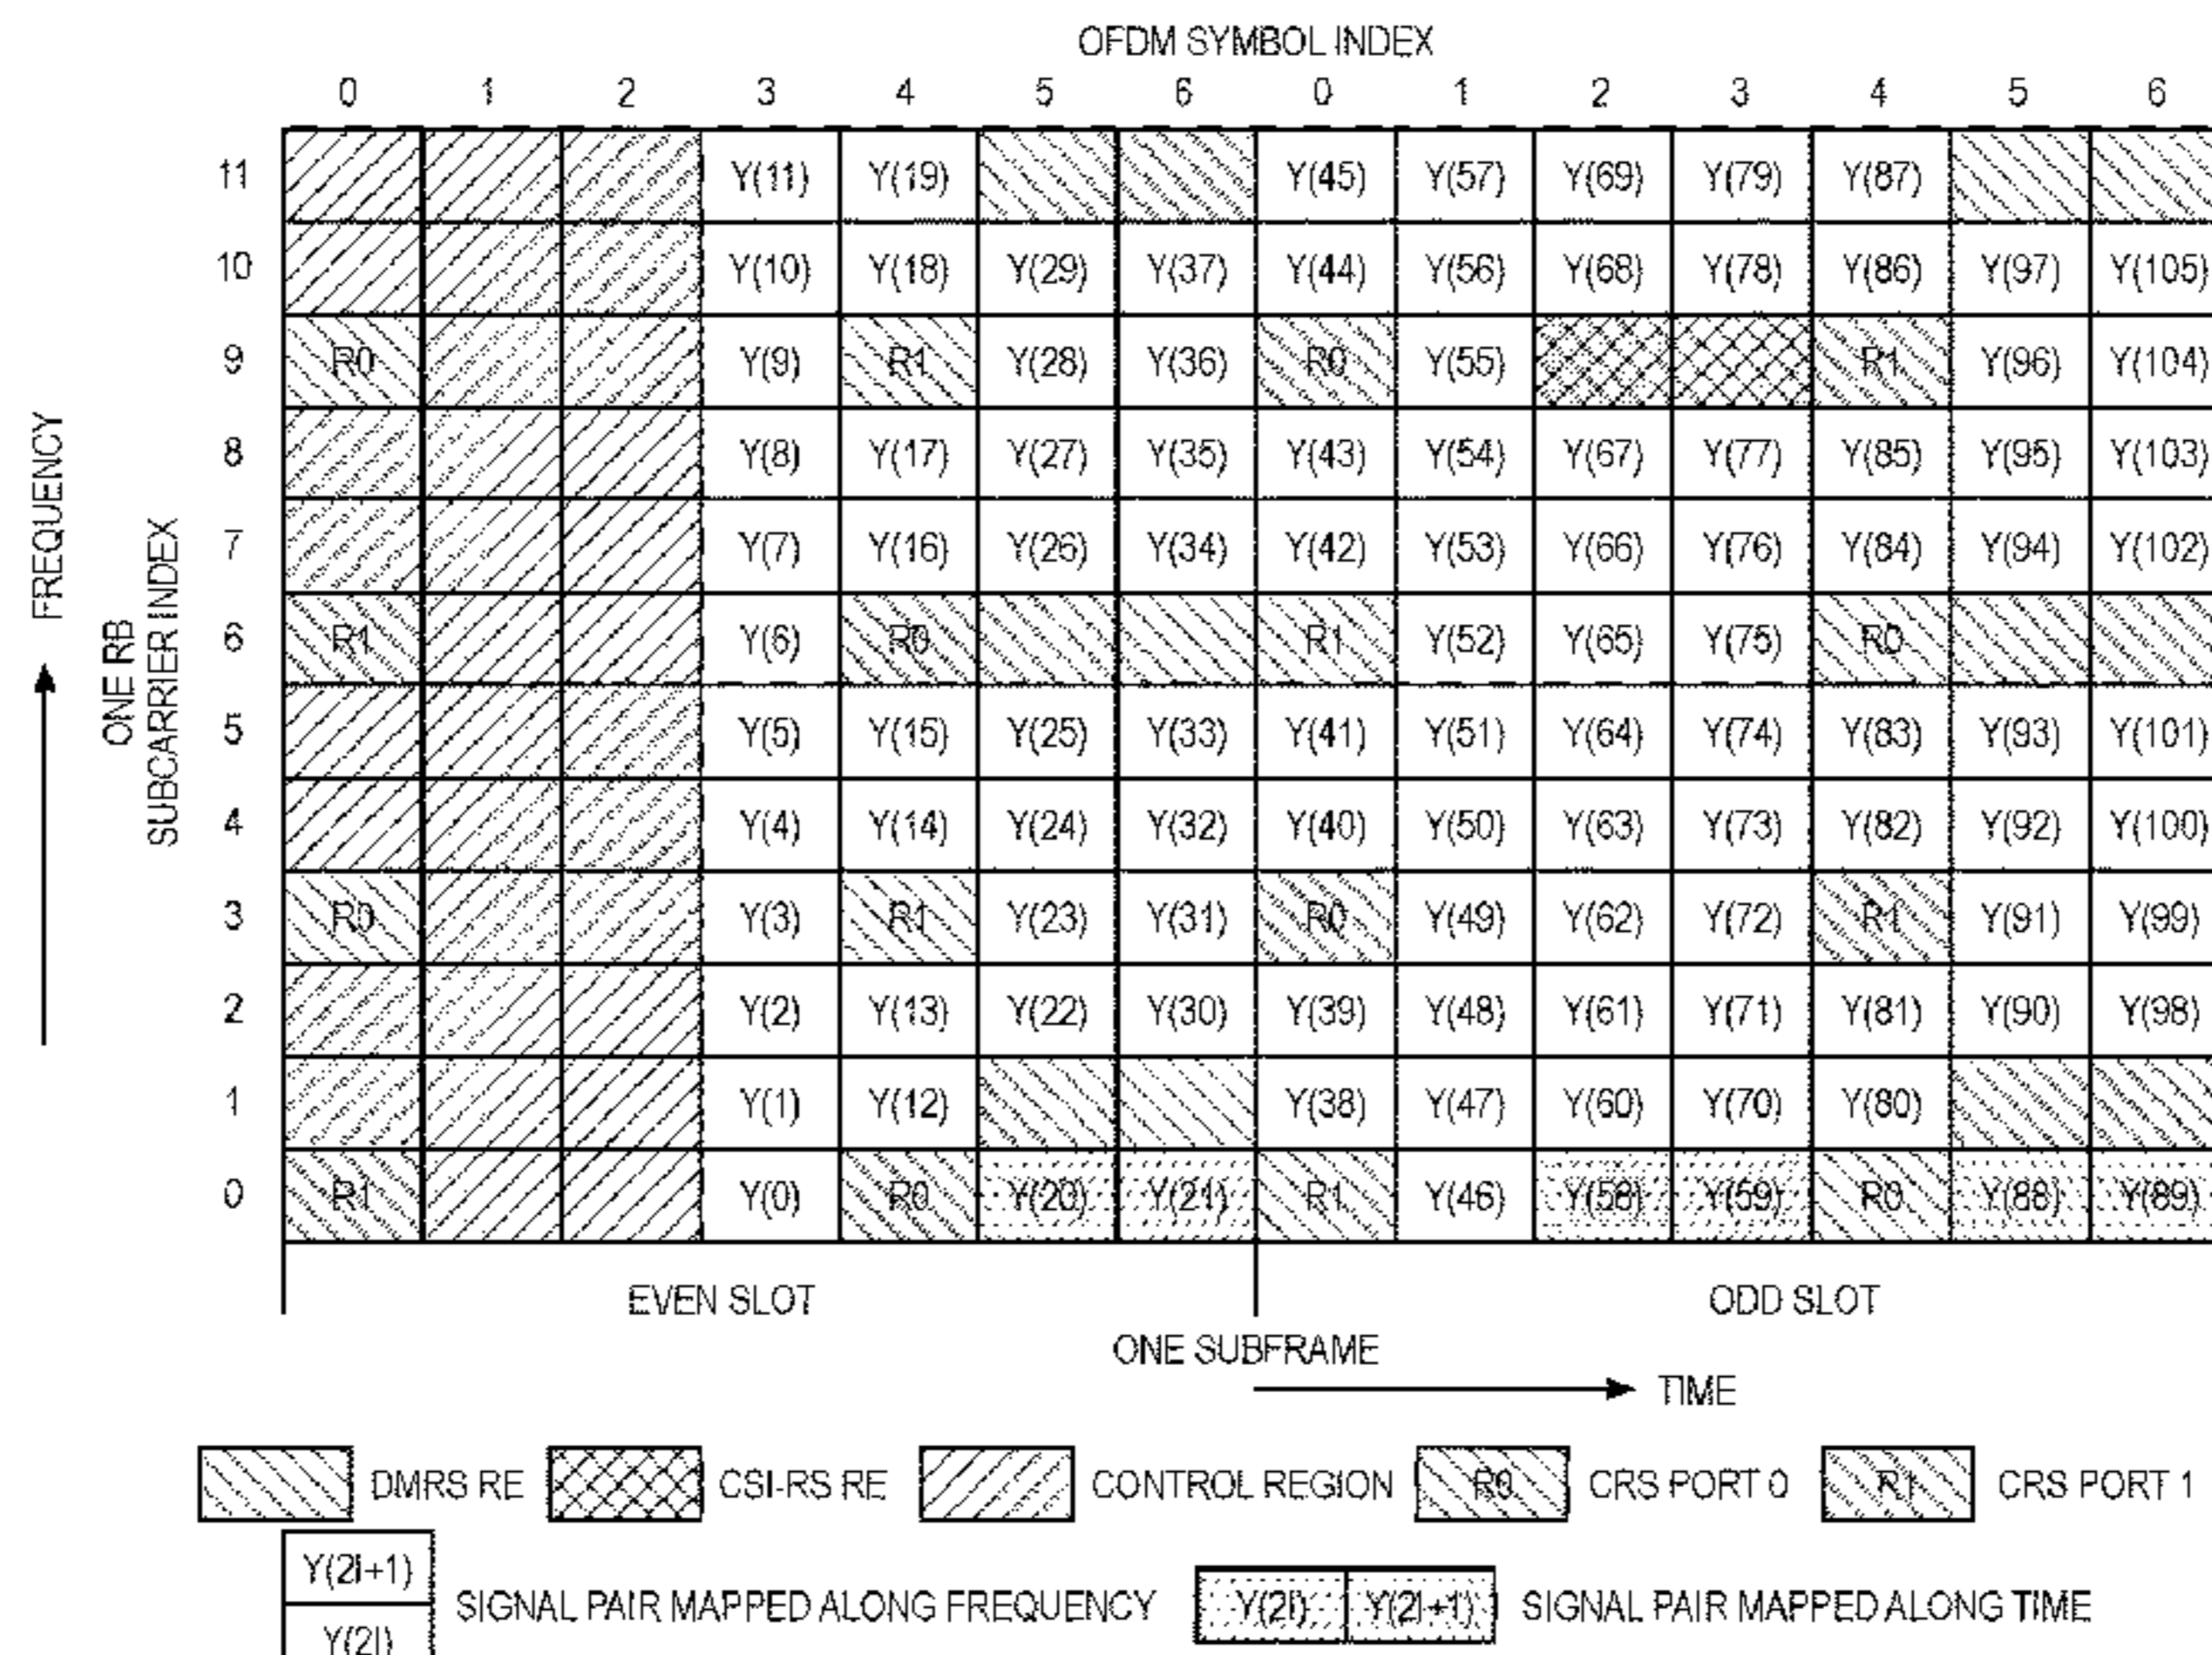 OFDM SYMBOL INDEX
0 1 2 3 4 5 6 0 1 2 3 4 5 6
11 Y(11) Y(19) Y(45) Y(57) Y(69) Y(79) Y(87)
10 Y(10) Y(18) Y(29) Y(37) Y(44) Y(56) Y(68) Y(78) Y(86) Y(97) Y(105)
9 R0 Y(9) R1 Y(28) Y(36) R0 Y(55) R1 Y(96) Y(104)
8 Y(8) Y(17) Y(27) Y(35) Y(43) Y(54) Y(67) Y(77) Y(85) Y(95) Y(103)
7 Y(7) Y(16) Y(26) Y(34) Y(42) Y(53) Y(66) Y(76) Y(84) Y(94) Y(102)
6 R1 Y(6) R0 R1 Y(52) Y(65) Y(75) R0
5 Y(5) Y(15) Y(25) Y(33) Y(41) Y(51) Y(64) Y(74) Y(83) Y(93) Y(101)
4 Y(4) Y(14) Y(24) Y(32) Y(40) Y(50) Y(63) Y(73) Y(82) Y(92) Y(100)
3 R0 Y(3) R1 Y(23) Y(31) R0 Y(49) Y(62) Y(72) R1 Y(91) Y(99)
2 Y(2) Y(13) Y(22) Y(30) Y(39) Y(48) Y(61) Y(71) Y(81) Y(90) Y(98)
1 Y(1) Y(12) Y(38) Y(47) Y(60) Y(70) Y(80)
0 R1 Y(0) R0 Y(20) Y(21) R1 Y(46) Y(58) Y(59) R0 Y(88) Y(89)
FREQUENCY
ONE RB
SUBCARRIER INDEX
EVEN SLOT ODD SLOT
ONE SUBFRAME
TIME
DMRS RE CSI-RS RE CONTROL REGION R0 CRS PORT 0 R1 CRS PORT 1
Y(2I+1)
Y(2I)
SIGNAL PAIR MAPPED ALONG FREQUENCY
Y(2I) Y(2I+1) SIGNAL PAIR MAPPED ALONG TIME